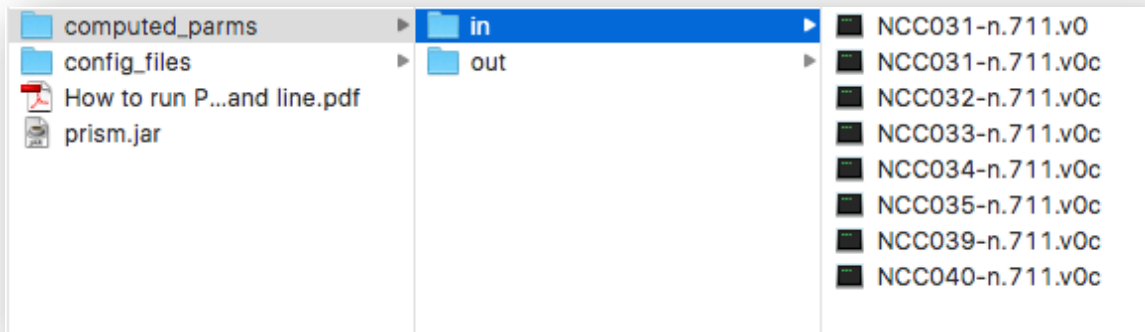 computed_parms
config_files
How to run P...and line.pdf
prism.jar
in
out
NCC031-n.711.v0
NCC031-n.711.v0c
NCC032-n.711.v0c
NCC033-n.711.v0c
NCC034-n.711.v0c
NCC035-n.711.v0c
NCC039-n.711.v0c
NCC040-n.711.v0c